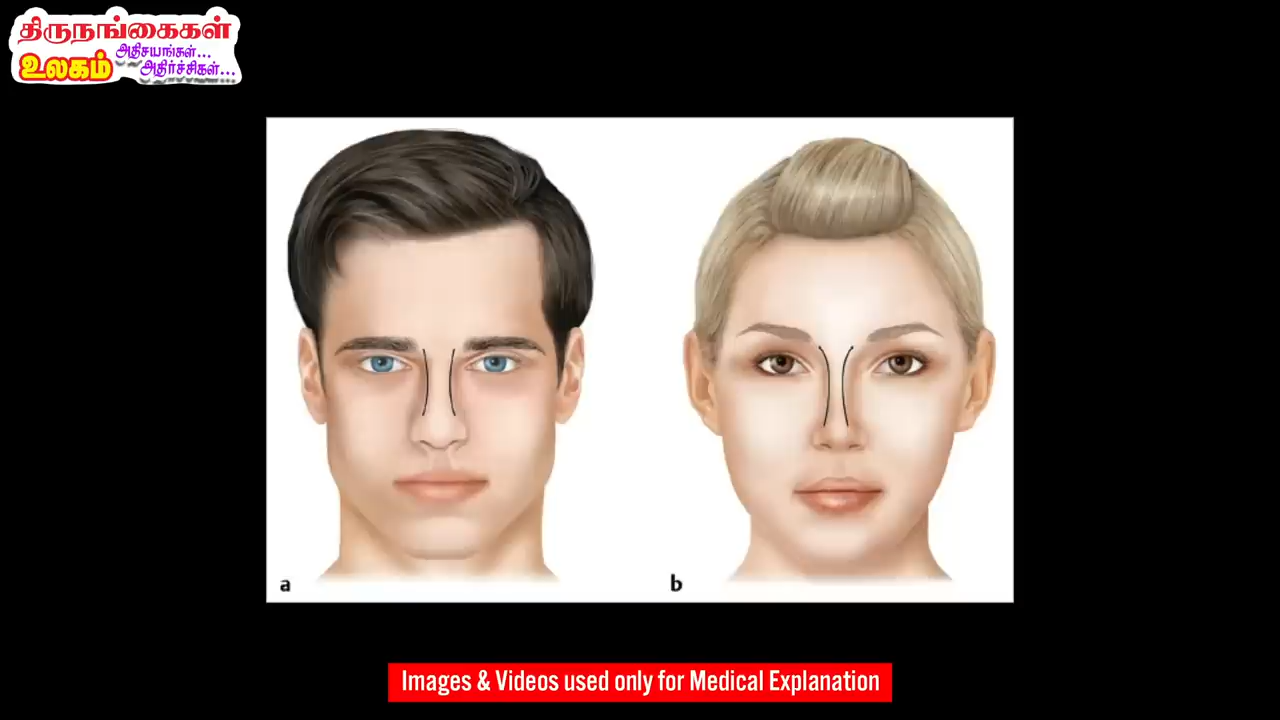 திருநங்கைகள்
உலகம்
அதிசயங்கள்...
அதிர்ச்சிகள்...
a
b
Images & Videos used only for Medical Explanation